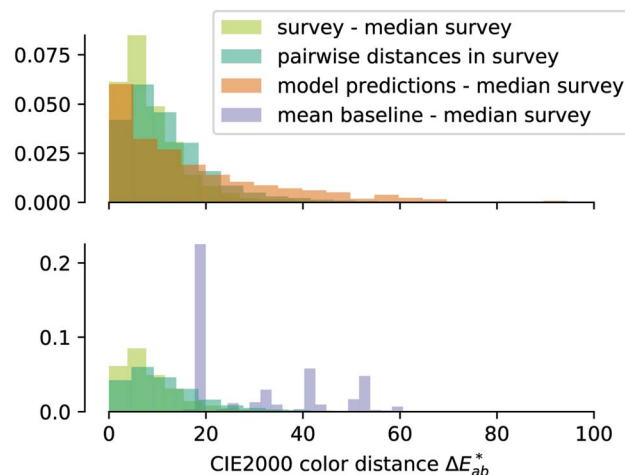 survey - median survey
pairwise distances in survey
model predictions - median survey
mean baseline - median survey
0.075
0.050
0.025
0.000
0.2
0.1
0.0
0 20 40 60 80 100
CIE2000 color distance ΔE*ab